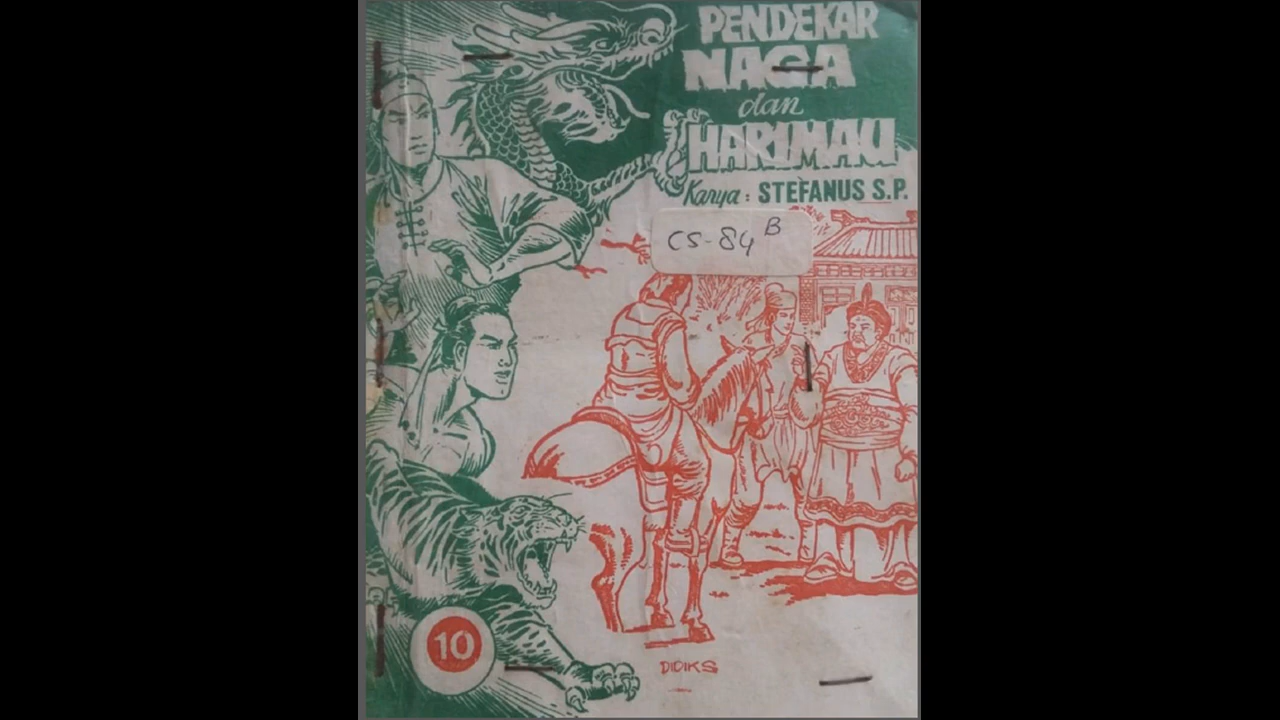 PENDEKAR
NAGA
dan
HARIMAU
Karya : STEFANUS S.P.
CS-84 B
10
DIDIKS